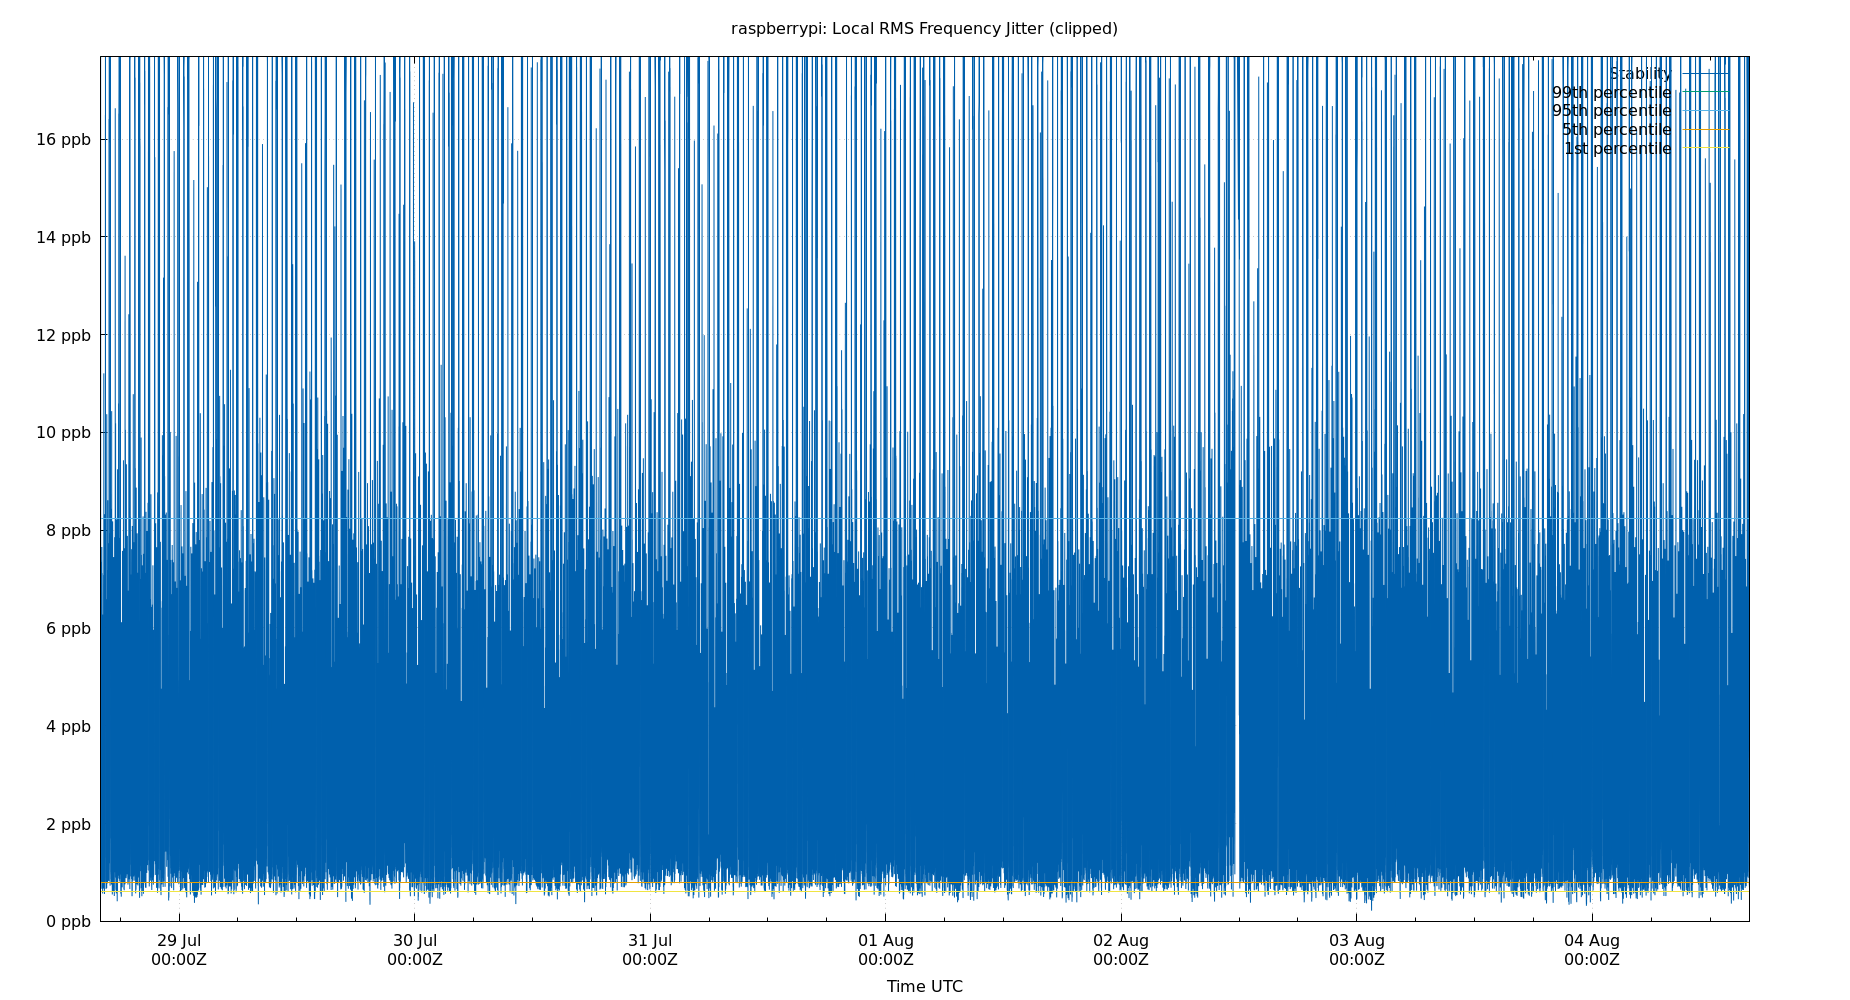 raspberrypi: Local RMS Frequency Jitter (clipped)
Stability
99th percentile
95th percentile
5th percentile
1st percentile
16 ppb
14 ppb
12 ppb
10 ppb
8 ppb
6 ppb
4 ppb
2 ppb
0 ppb
29 Jul 30 Jul 31 Jul 01 Aug 02 Aug 03 Aug 04 Aug
00:00Z 00:00Z 00:00Z 00:00Z 00:00Z 00:00Z 00:00Z
Time UTC